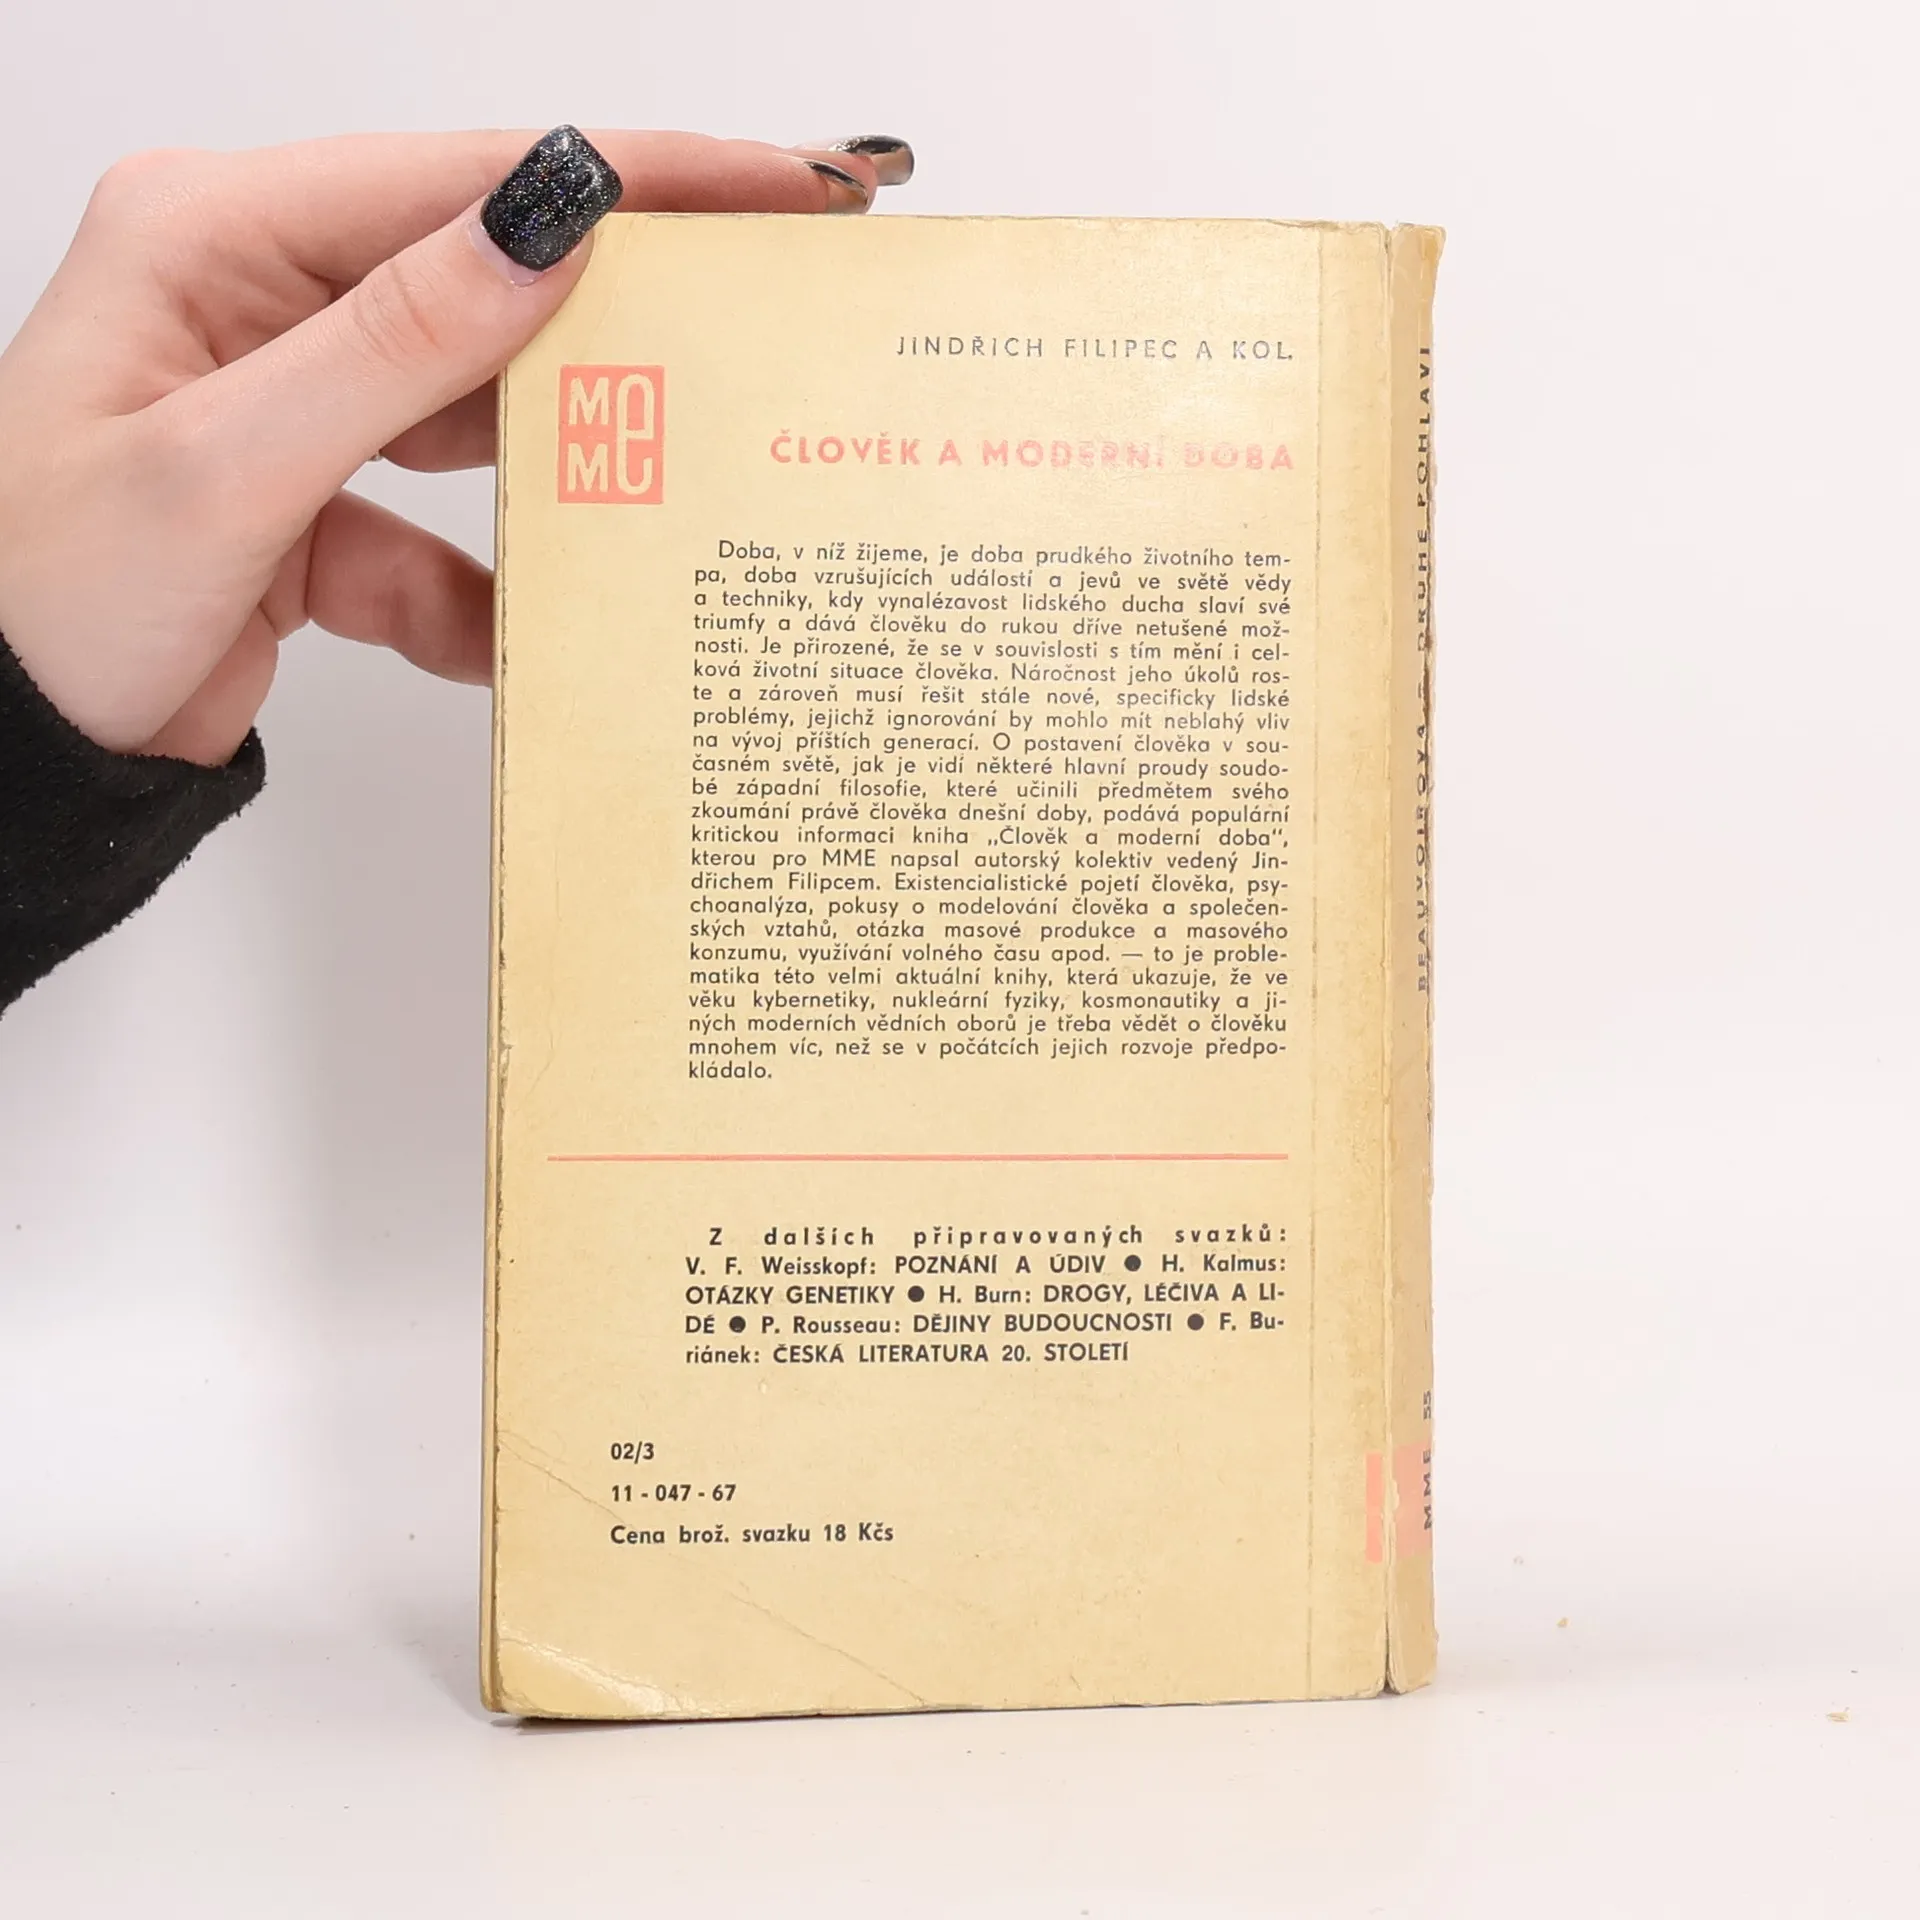 JINDŘICH FILIPEC A KOL.
MeMe
ČLOVĚK A MODERNÍ DOBA
Doba, v níž žijeme, je doba prudkého životního tem-
pa, doba vzrušujících událostí a jevů ve světě vědy
a techniky, kdy vynalézavost lidského ducha slaví své
triumfy a dává člověku do rukou dříve netušené mož-
nosti. Je přirozené, že se v souvislosti s tím mění i cel-
ková životní situace člověka. Náročnost jeho úkolů ros-
te a zároveň musí řešit stále nové, specificky lidské
problémy, jejichž ignorování by mohlo mít neblahý vliv
na vývoj příštích generací. O postavení člověka v sou-
časném světě, jak je vidí některé hlavní proudy soudo-
bé západní filosofie, které učinili předmětem svého
zkoumání právě člověka dnešní doby, podává populární
kritickou informaci kniha „Člověk a moderní doba",
kterou pro MME napsal autorský kolektiv vedený Jin-
dřichem Filipcem. Existencialistické pojetí člověka, psy-
choanalýza, pokusy o modelování člověka a společen-
ských vztahů, otázka masové produkce a masového
konzumu, využívání volného času apod. — to je proble-
matika této velmi aktuální knihy, která ukazuje, že ve
věku kybernetiky, nukleární fyziky, kosmonautiky a ji-
ných moderních vědních oborů je třeba vědět o člověku
mnohem víc, než se v počátcích jejich rozvoje předpo-
kládalo.
Z dalších připravovaných svazků:
V. F. Weisskopf: POZNÁNÍ A ÚDIV ● H. Kalmus:
OTÁZKY GENETIKY ● H. Burn: DROGY, LÉČIVA A LI-
DÉ ● P. Rousseau: DĚJINY BUDOUCNOSTI ● F. Bu-
riánek: ČESKÁ LITERATURA 20. STOLETÍ
02/3
11 - 047 - 67
Cena brož. svazku 18 Kčs
BEAUVOIROVÁ - DRUHÉ POHLAVÍ
MME 55